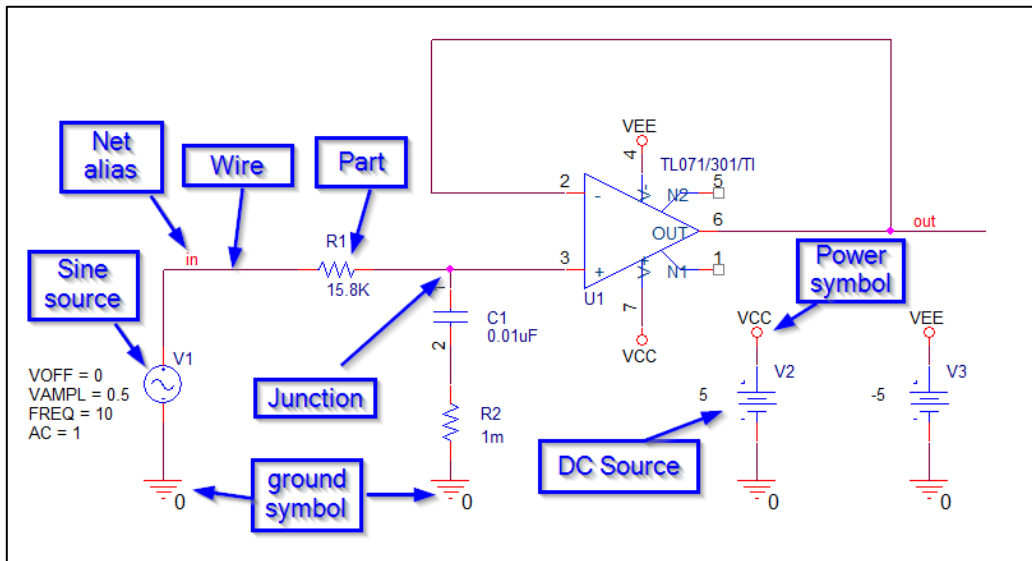 Net
alias
Wire
Part
VEE
4
TL071/301/TI
2
-
V-
N2
5
OUT
6
out
in
R1
15.8K
3
+
V+
N1
1
U1
7
VCC
Sine
source
V1
VOFF = 0
VAMPL = 0.5
FREQ = 10
AC = 1
1
C1
0.01uF
2
Junction
R2
1m
Power
symbol
VCC
VEE
V2
V3
5
-5
DC Source
ground
symbol
0
0
0
0